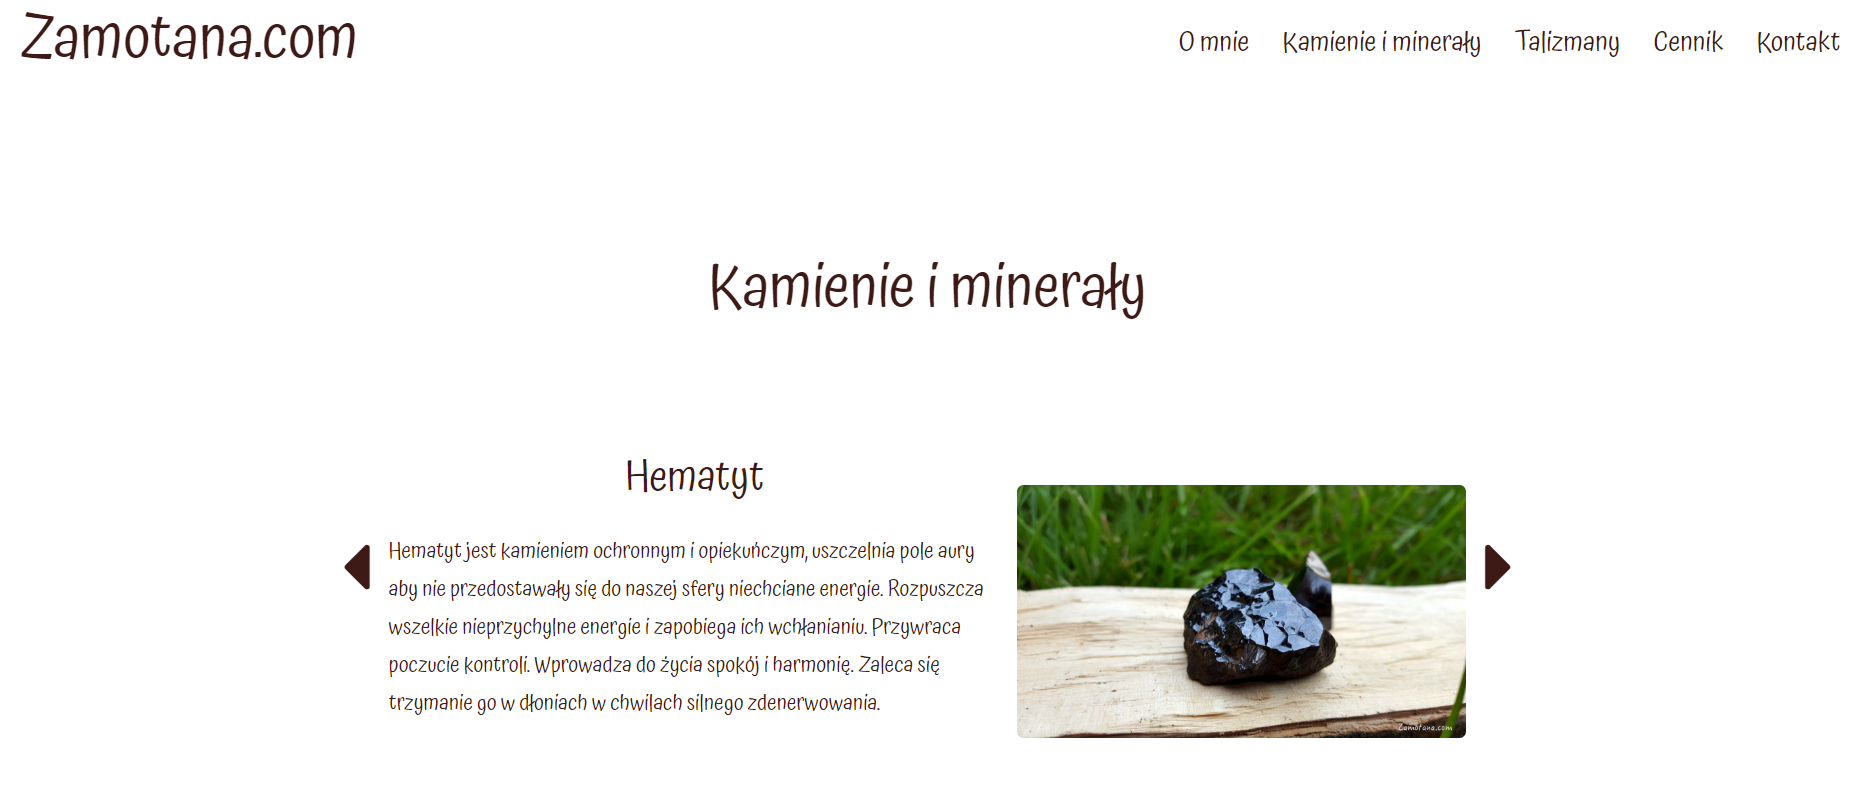 Zamotana.com
O mnie Kamienie i minerały Talizmany Cennik Kontakt
Kamienie i minerały
Hematyt
Hematyt jest kamieniem ochronnym i opiekuńczym, uszczelnia pole aury
aby nie przedostawały się do naszej sfery niechciane energie. Rozpuszcza
wszelkie nieprzychylne energie i zapobiega ich wchłanianiu. Przywraca
poczucie kontroli. Wprowadza do życia spokój i harmonię. Zaleca się
trzymanie go w dłoniach w chwilach silnego zdenerwowania.
Zamotana.com